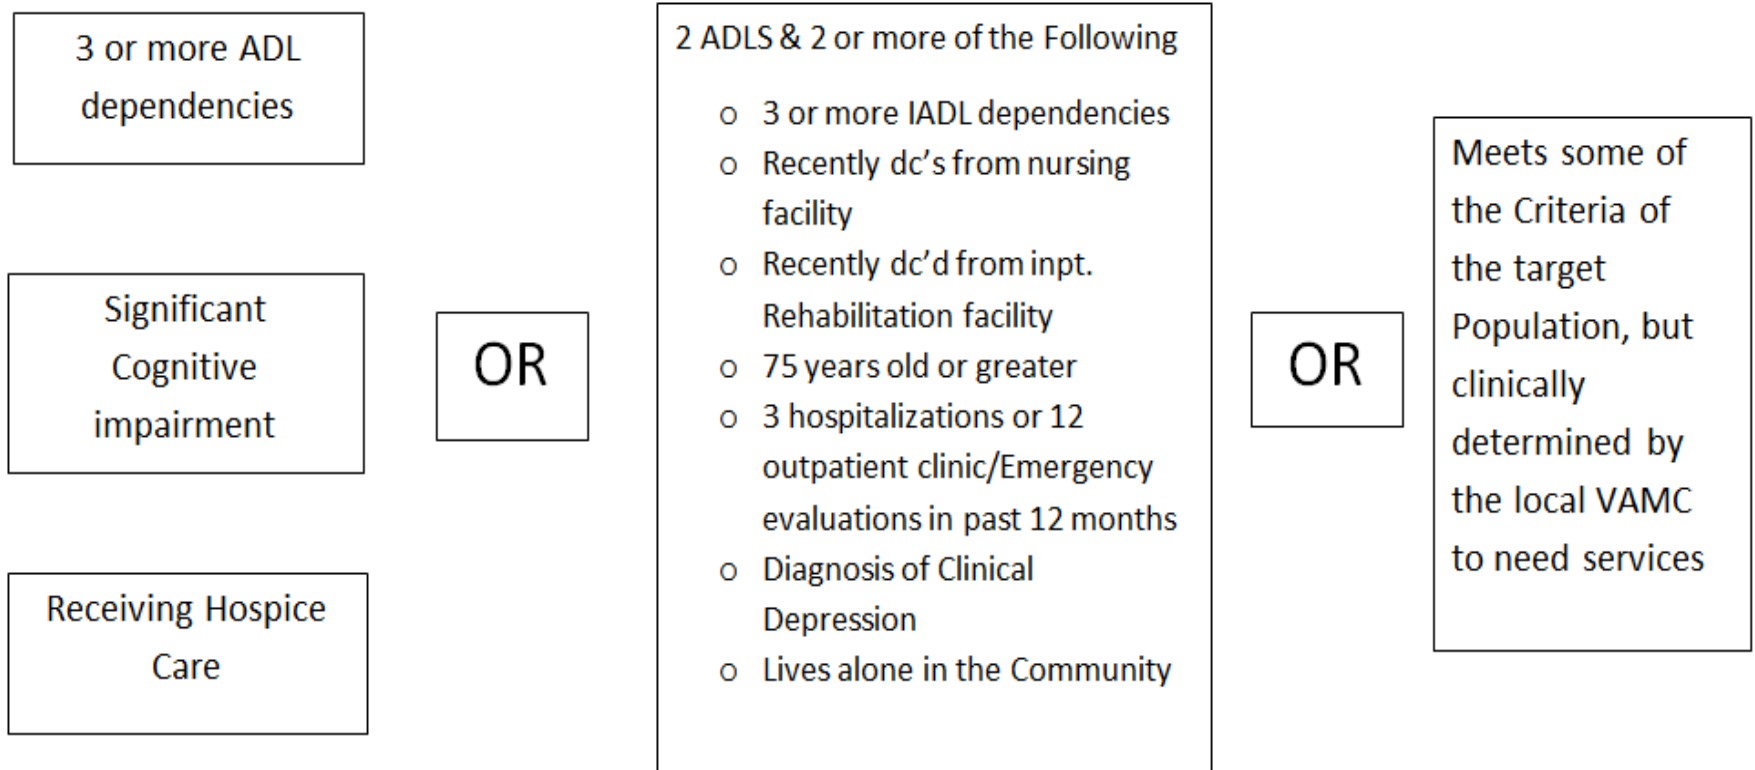 3 or more ADL
dependencies
Significant
Cognitive
impairment
Receiving Hospice
Care
OR
2 ADLS & 2 or more of the Following
o 3 or more IADL dependencies
o Recently dc's from nursing
facility
o Recently dc'd from inpt.
Rehabilitation facility
o 75 years old or greater
o 3 hospitalizations or 12
outpatient clinic/Emergency
evaluations in past 12 months
o Diagnosis of Clinical
Depression
o Lives alone in the Community
OR
Meets some of
the Criteria of
the target
Population, but
clinically
determined by
the local VAMC
to need services